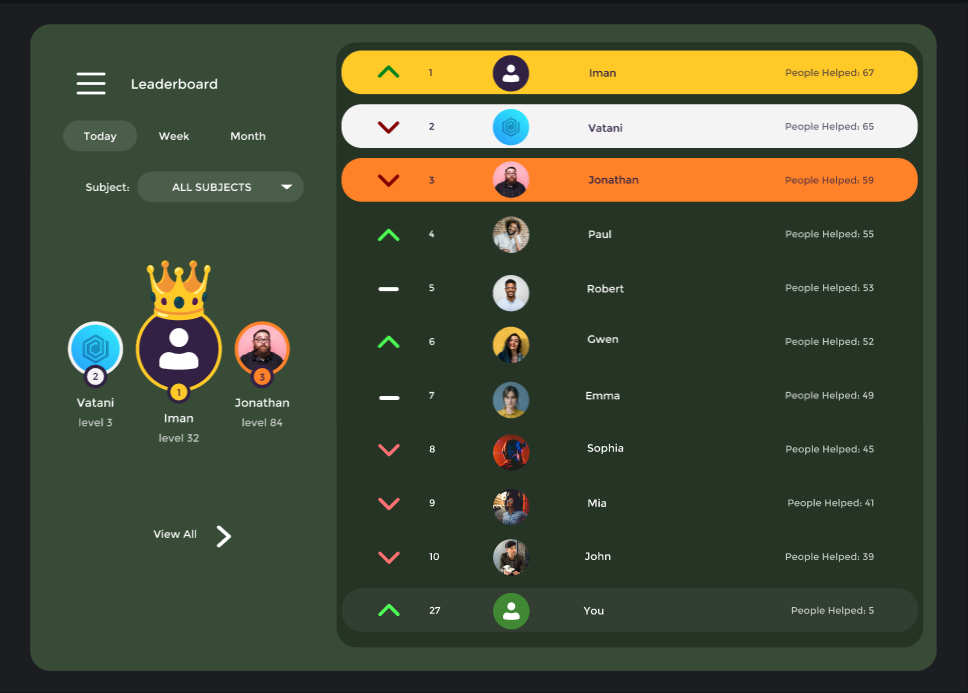 Leaderboard
Today Week Month
Subject: ALL SUBJECTS
2
1
3
Vatani
level 3
Iman
level 32
Jonathan
level 84
View All
1 Iman People Helped: 67
2 Vatani People Helped: 65
3 Jonathan People Helped: 59
4 Paul People Helped: 55
5 Robert People Helped: 53
6 Gwen People Helped: 52
7 Emma People Helped: 49
8 Sophia People Helped: 45
9 Mia People Helped: 41
10 John People Helped: 39
27 You People Helped: 5